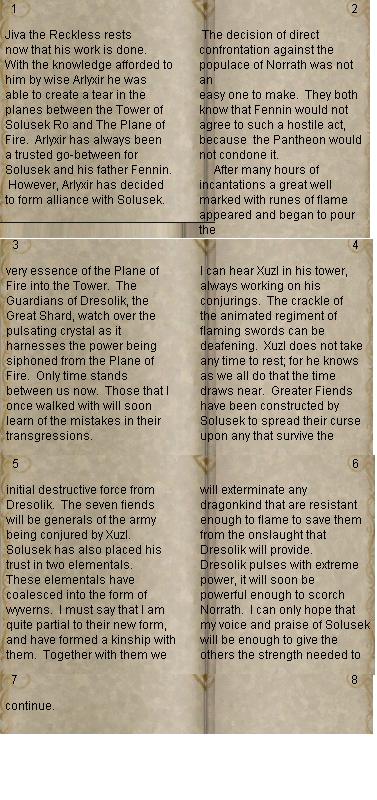 1
Jiva the Reckless rests
now that his work is done.
With the knowledge afforded to
him by wise Arlyxir he was
able to create a tear in the
planes between the Tower of
Solusek Ro and The Plane of
Fire. Arlyxir has always been
a trusted go-between for
Solusek and his father Fennin.
However, Arlyxir has decided
to form alliance with Solusek.
2
The decision of direct
confrontation against the
populace of Norrath was not
an
easy one to make. They both
know that Fennin would not
agree to such a hostile act,
because the Pantheon would
not condone it.
After many hours of
incantations a great well
marked with runes of flame
appeared and began to pour
the
3
very essence of the Plane of
Fire into the Tower. The
Guardians of Dresolik, the
Great Shard, watch over the
pulsating crystal as it
harnesses the power being
siphoned from the Plane of
Fire. Only time stands
between us now. Those that I
once walked with will soon
learn of the mistakes in their
transgressions.
4
I can hear Xuzl in his tower,
always working on his
conjurings. The crackle of
the animated regiment of
flaming swords can be
deafening. Xuzl does not take
any time to rest; for he knows
as we all do that the time
draws near. Greater Fiends
have been constructed by
Solusek to spread their curse
upon any that survive the
5
initial destructive force from
Dresolik. The seven fiends
will be generals of the army
being conjured by Xuzl.
Solusek has also placed his
trust in two elementals.
These elementals have
coalesced into the form of
wyverns. I must say that I am
quite partial to their new form,
and have formed a kinship with
them. Together with them we
6
will exterminate any
dragonkind that are resistant
enough to flame to save them
from the onslaught that
Dresolik will provide.
Dresolik pulses with extreme
power, it will soon be
powerful enough to scorch
Norrath. I can only hope that
my voice and praise of Solusek
will be enough to give the
others the strength needed to
7
continue.
8